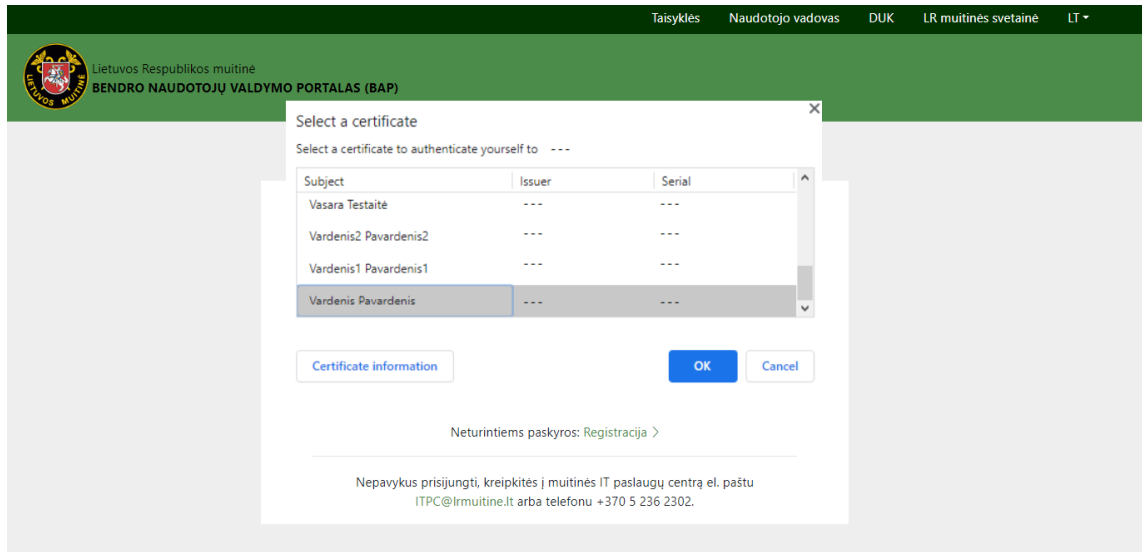 Taisyklės Naudotojo vadovas DUK LR muitinės svetainė LT
LIETUVOS MUITINĖ
Lietuvos Respublikos muitinė
BENDRO NAUDOTOJŲ VALDYMO PORTALAS (BAP)
Select a certificate
Select a certificate to authenticate yourself to - - -
Subject Issuer Serial
Vasara Testaitė - - - - - -
Vardenis2 Pavardenis2 - - - - - -
Vardenis1 Pavardenis1 - - - - - -
Vardenis Pavardenis - - - - - -
Certificate information OK Cancel
Neturintiems paskyros: Registracija >
Nepavykus prisijungti, kreipkitės į muitinės IT paslaugų centrą el. paštu
ITPC@lrmuitine.lt arba telefonu +370 5 236 2302.